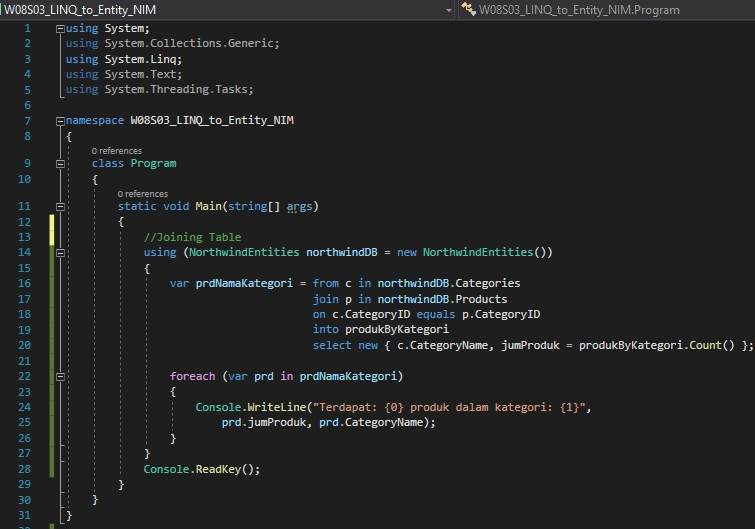 W08S03_LINQ_to_Entity_NIM
W08S03_LINQ_to_Entity_NIM.Program
1 using System;
2 using System.Collections.Generic;
3 using System.Linq;
4 using System.Text;
5 using System.Threading.Tasks;
6
7 namespace W08S03_LINQ_to_Entity_NIM
8 {
0 references
9 class Program
10 {
0 references
11 static void Main(string[] args)
12 {
13 //Joining Table
14 using (NorthwindEntities northwindDB = new NorthwindEntities())
15 {
16 var prdNamaKategori = from c in northwindDB.Categories
17 join p in northwindDB.Products
18 on c.CategoryID equals p.CategoryID
19 into produkByKategori
20 select new { c.CategoryName, jumProduk = produkByKategori.Count() };
21
22 foreach (var prd in prdNamaKategori)
23 {
24 Console.WriteLine("Terdapat: {0} produk dalam kategori: {1}",
25 prd.jumProduk, prd.CategoryName);
26 }
27 }
28 Console.ReadKey();
29 }
30 }
31 }